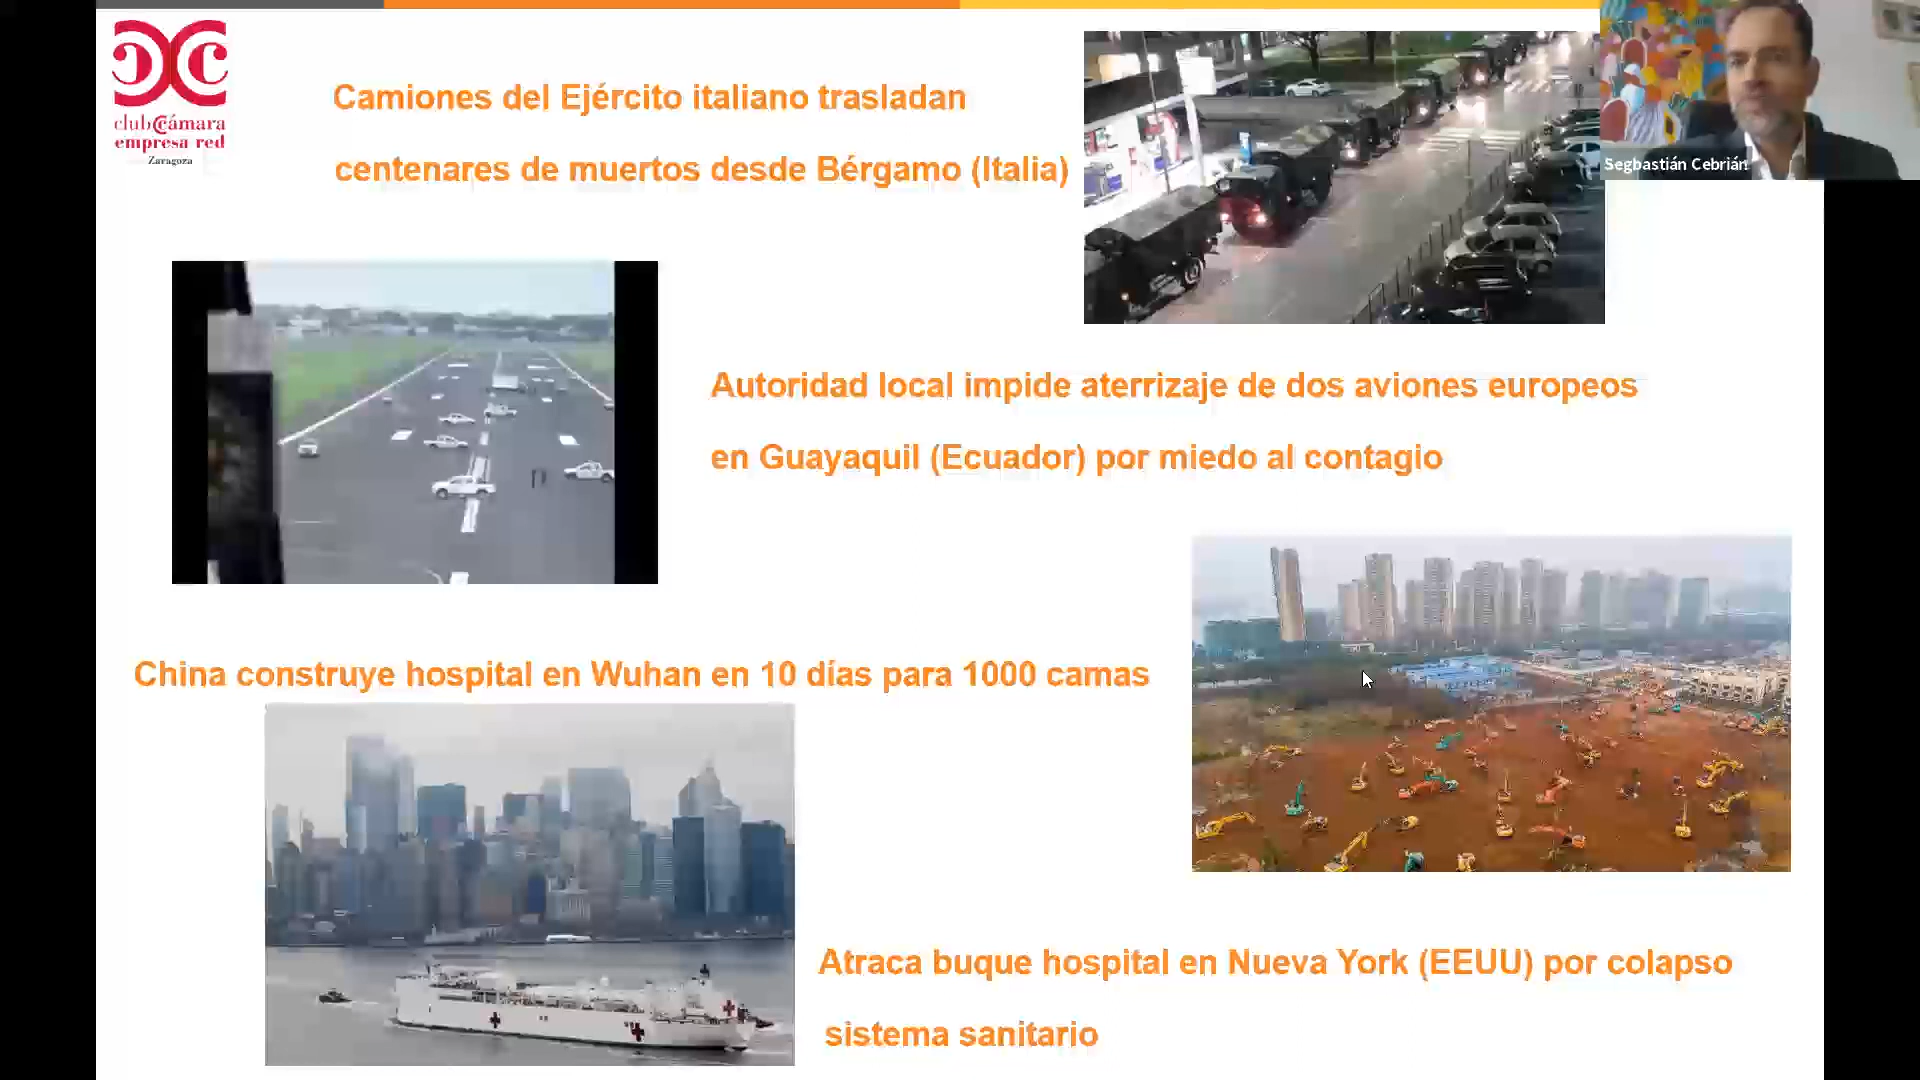 club cámara
empresa red
Zaragoza
Camiones del Ejército italiano trasladan
centenares de muertos desde Bérgamo (Italia)
Segbastián Cebrián
Autoridad local impide aterrizaje de dos aviones europeos
en Guayaquil (Ecuador) por miedo al contagio
China construye hospital en Wuhan en 10 días para 1000 camas
Atraca buque hospital en Nueva York (EEUU) por colapso
sistema sanitario